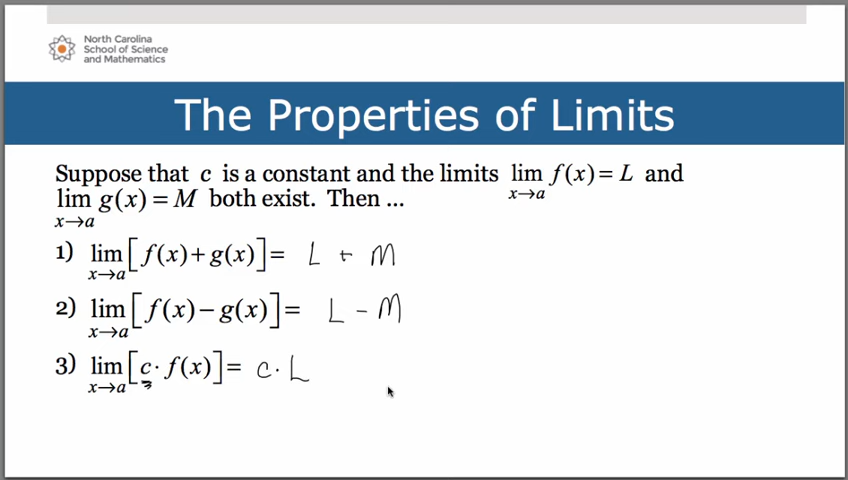 North Carolina
School of Science
and Mathematics
The Properties of Limits
Suppose that c is a constant and the limits lim f(x) = L and
x→a
lim g(x) = M both exist. Then ...
x→a
1) lim [f(x)+g(x)] = L + M
x→a
2) lim [f(x)−g(x)] = L − M
x→a
3) lim [c· f(x)] = c · L
x→a